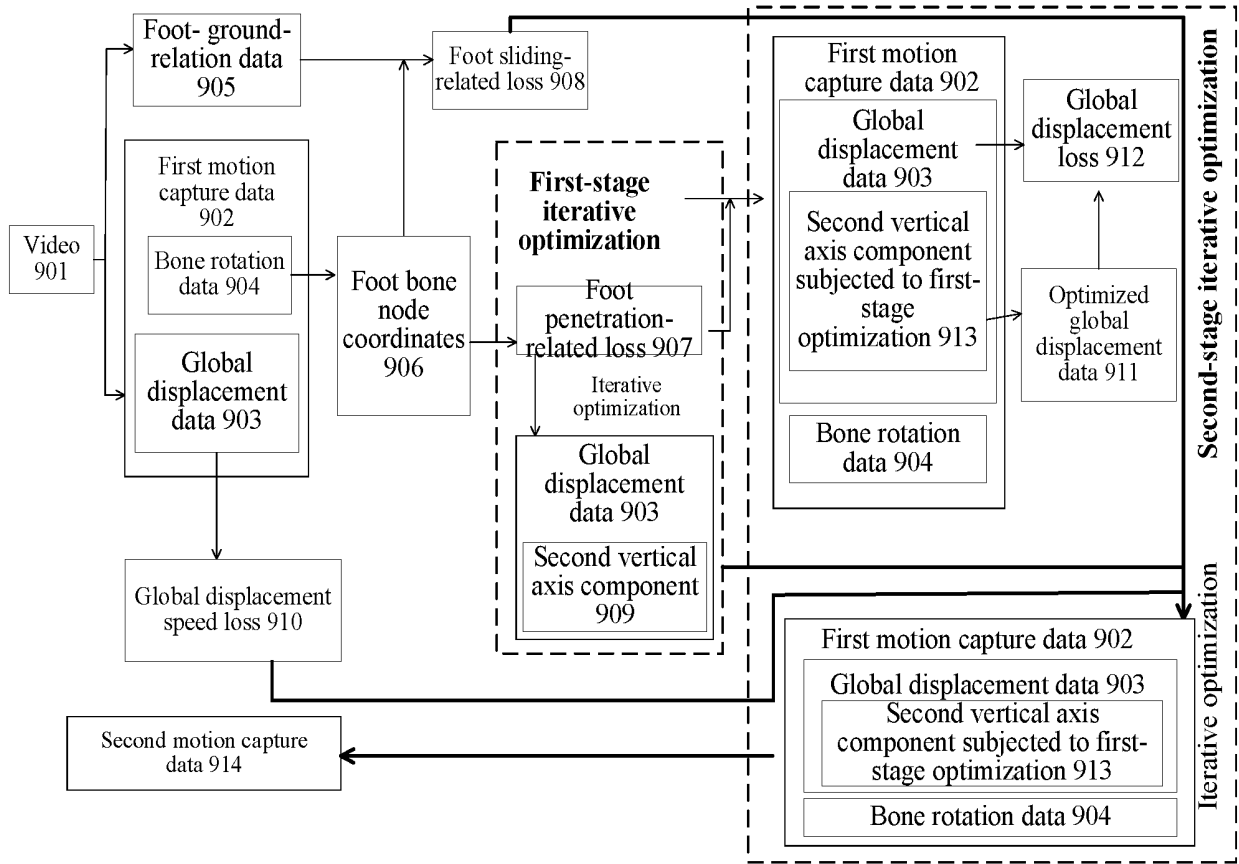 Foot- ground-
relation data
905
Foot sliding-
related loss 908
Video
901
First motion
capture data
902
Bone rotation
data 904
Global
displacement
data 903
Foot bone
node
coordinates
906
First-stage
iterative
optimization
Foot
penetration-
related loss 907
Iterative
optimization
Global
displacement
data 903
Second vertical
axis component
909
Global displacement
speed loss 910
Second motion capture
data 914
First motion
capture data 902
Global
displacement
data 903
Second vertical
axis component
subjected to first-
stage
optimization 913
Bone rotation
data 904
Global
displacement
loss 912
Optimized
global
displacement
data 911
Second-stage iterative optimization
Iterative optimization
First motion capture data 902
Global displacement data 903
Second vertical axis
component subjected to first-
stage optimization 913
Bone rotation data 904